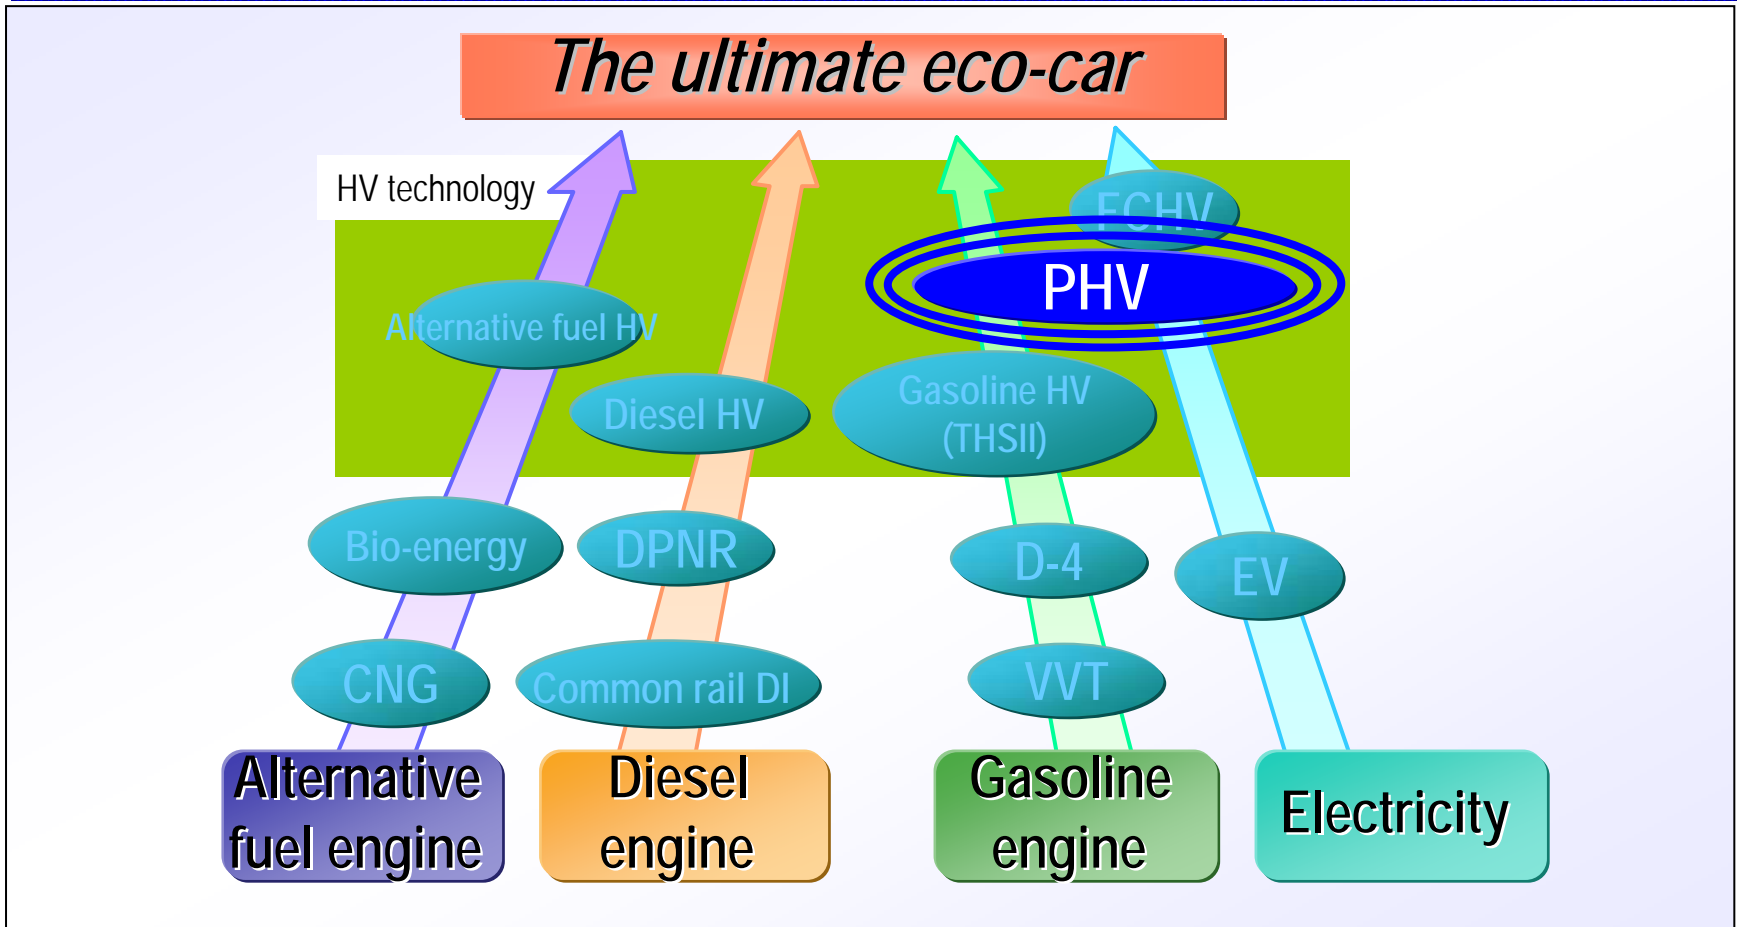 The ultimate eco-car
HV technology
FCHV
PHV
Alternative fuel HV
Diesel HV
Gasoline HV
(THSII)
Bio-energy
DPNR
D-4
EV
CNG
Common rail DI
VVT
Alternative
fuel engine
Diesel
engine
Gasoline
engine
Electricity